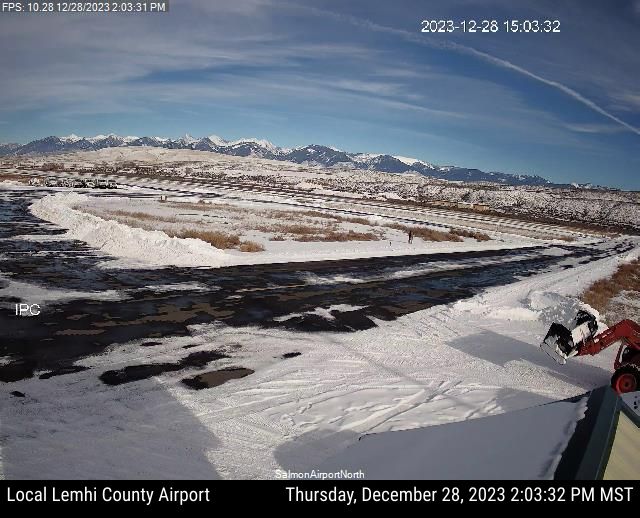 FPS: 10.28 12/28/2023 2:03:31 PM
2023-12-28 15:03:32
IPC
SalmonAirportNorth
Local Lemhi County Airport
Thursday, December 28, 2023 2:03:32 PM MST